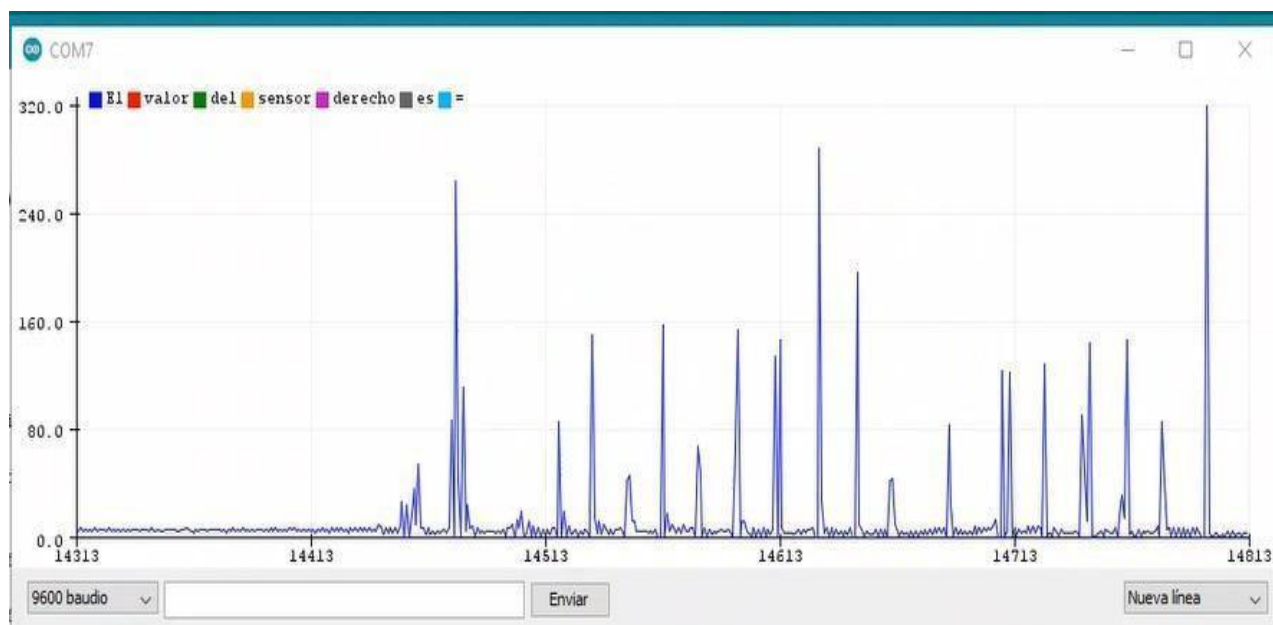 COM7
El valor del sensor derecho es =
320.0
240.0
160.0
80.0
0.0
14313 14413 14513 14613 14713 14813
9600 baudio Enviar Nueva línea